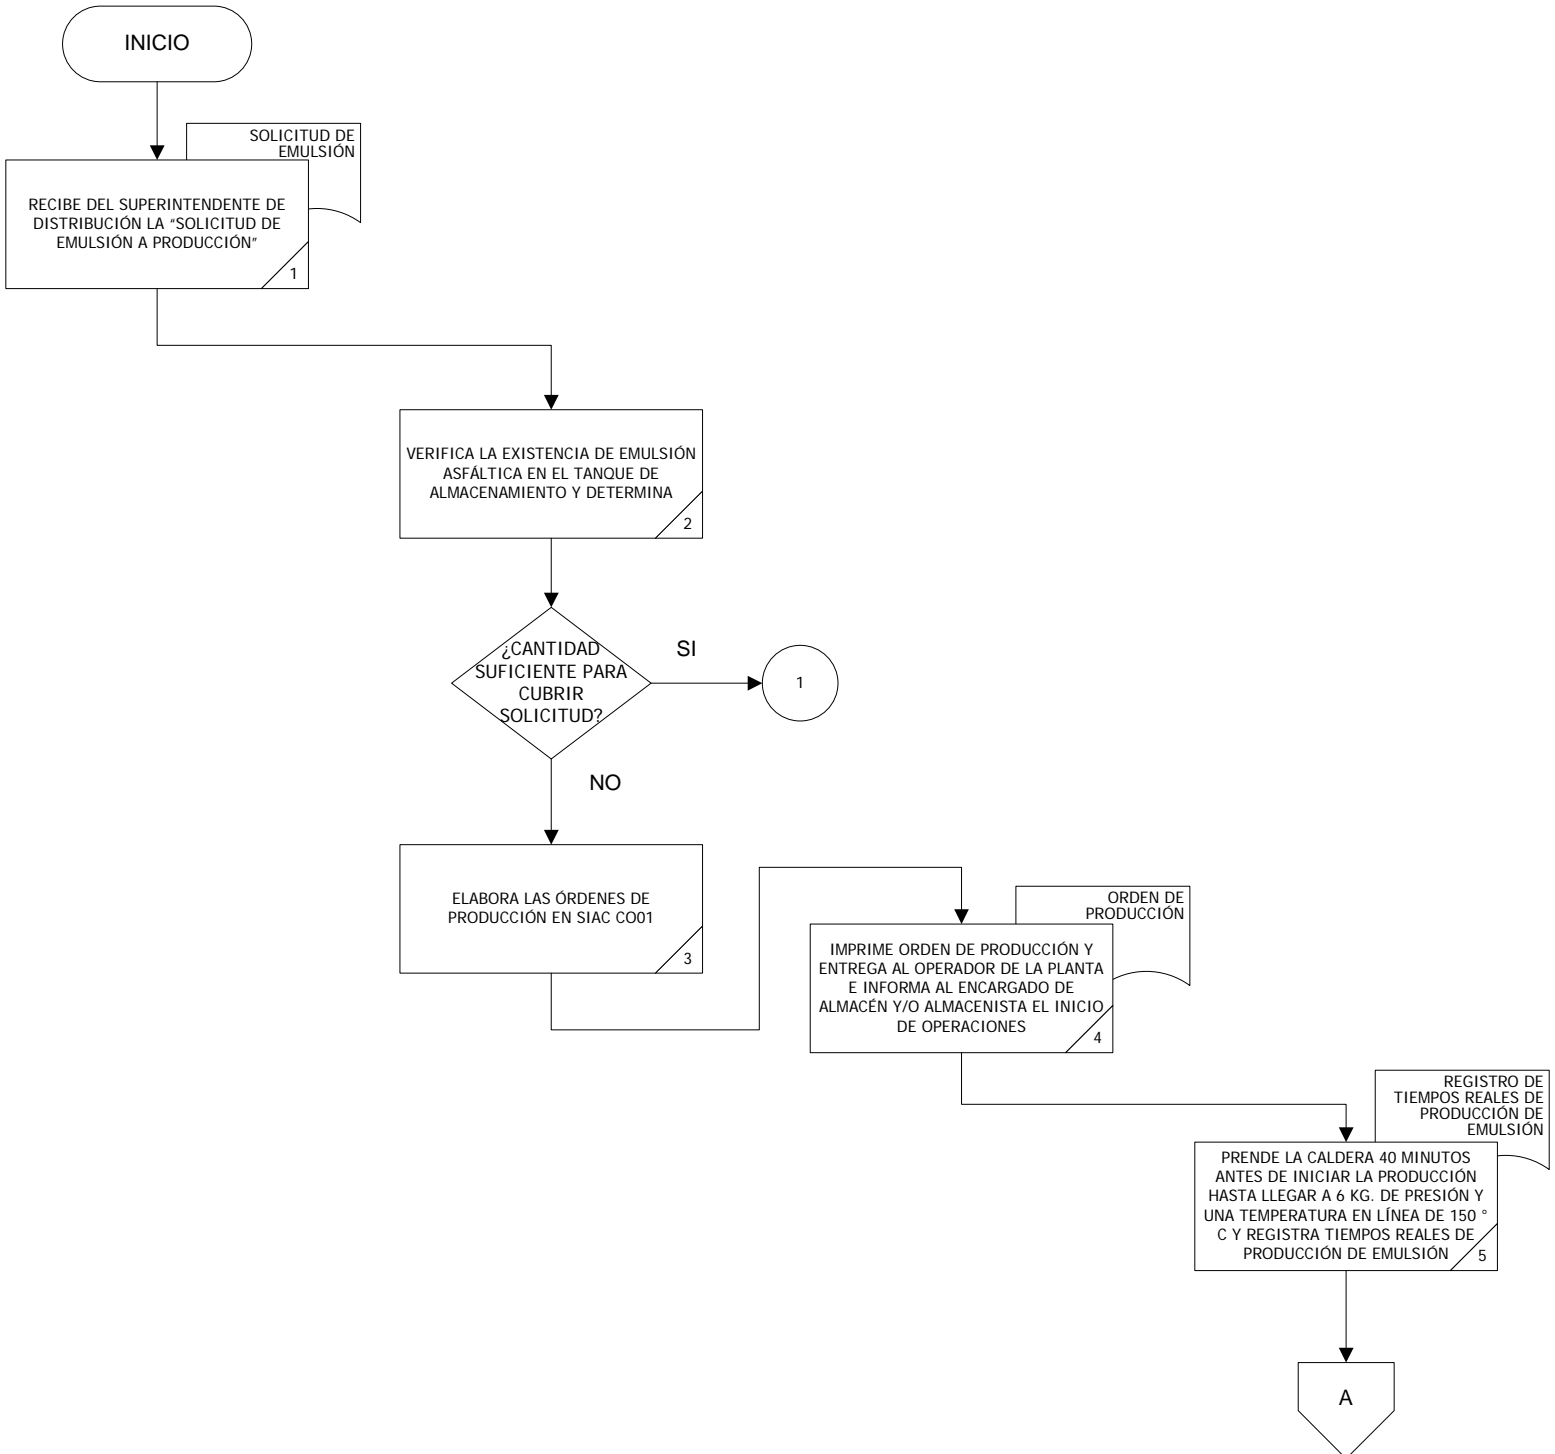 INICIO
SOLICITUD DE
EMULSIÓN
RECIBE DEL SUPERINTENDENTE DE
DISTRIBUCIÓN LA “SOLICITUD DE
EMULSIÓN A PRODUCCIÓN”
1
VERIFICA LA EXISTENCIA DE EMULSIÓN
ASFÁLTICA EN EL TANQUE DE
ALMACENAMIENTO Y DETERMINA
2
¿CANTIDAD
SUFICIENTE PARA
CUBRIR
SOLICITUD?
SI
1
NO
ELABORA LAS ÓRDENES DE
PRODUCCIÓN EN SIAC CO01
3
ORDEN DE
PRODUCCIÓN
IMPRIME ORDEN DE PRODUCCIÓN Y
ENTREGA AL OPERADOR DE LA PLANTA
E INFORMA AL ENCARGADO DE
ALMACÉN Y/O ALMACENISTA EL INICIO
DE OPERACIONES
4
REGISTRO DE
TIEMPOS REALES DE
PRODUCCIÓN DE
EMULSIÓN
PRENDE LA CALDERA 40 MINUTOS
ANTES DE INICIAR LA PRODUCCIÓN
HASTA LLEGAR A 6 KG. DE PRESIÓN Y
UNA TEMPERATURA EN LÍNEA DE 150 °
C Y REGISTRA TIEMPOS REALES DE
PRODUCCIÓN DE EMULSIÓN
5
A